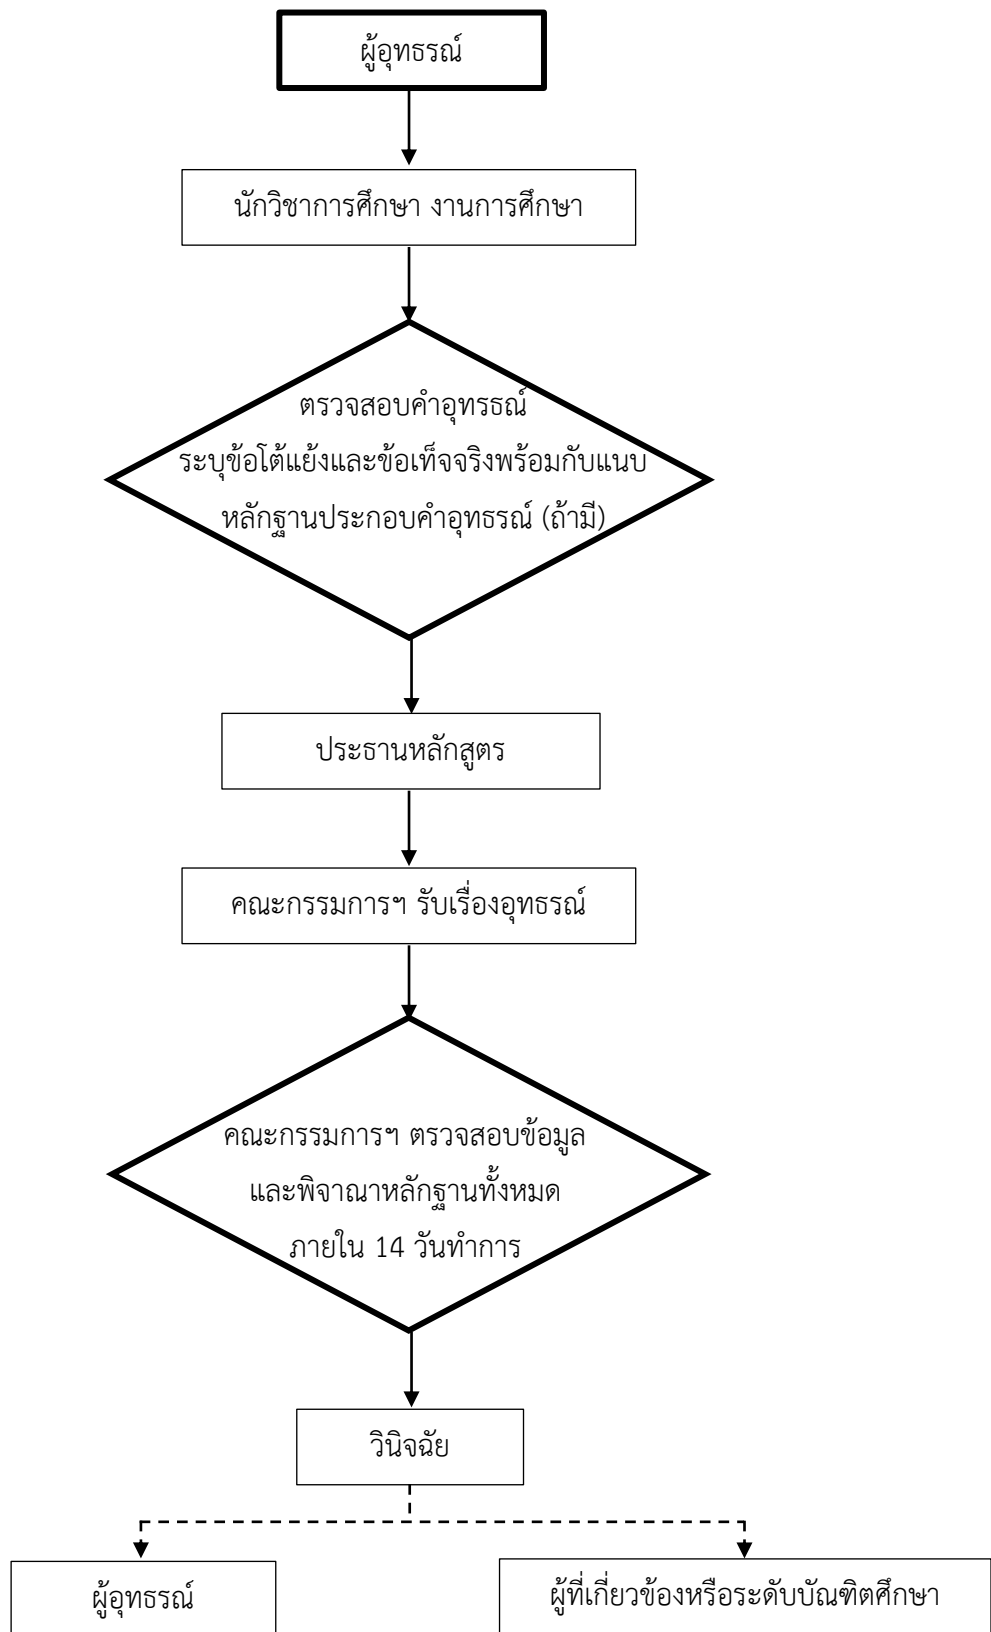 ผู้อุทธรณ์
นักวิชาการศึกษา งานการศึกษา
ตรวจสอบคำอุทรธณ์
ระบุข้อโต้แย้งและข้อเท็จจริงพร้อมกับแนบ
หลักฐานประกอบคำอุทธรณ์ (ถ้ามี)
ประธานหลักสูตร
คณะกรรมการฯ รับเรื่องอุทธรณ์
คณะกรรมการฯ ตรวจสอบข้อมูล
และพิจาณาหลักฐานทั้งหมด
ภายใน 14 วันทำการ
วินิจฉัย
ผู้อุทธรณ์
ผู้ที่เกี่ยวข้องหรือระดับบัณฑิตศึกษา